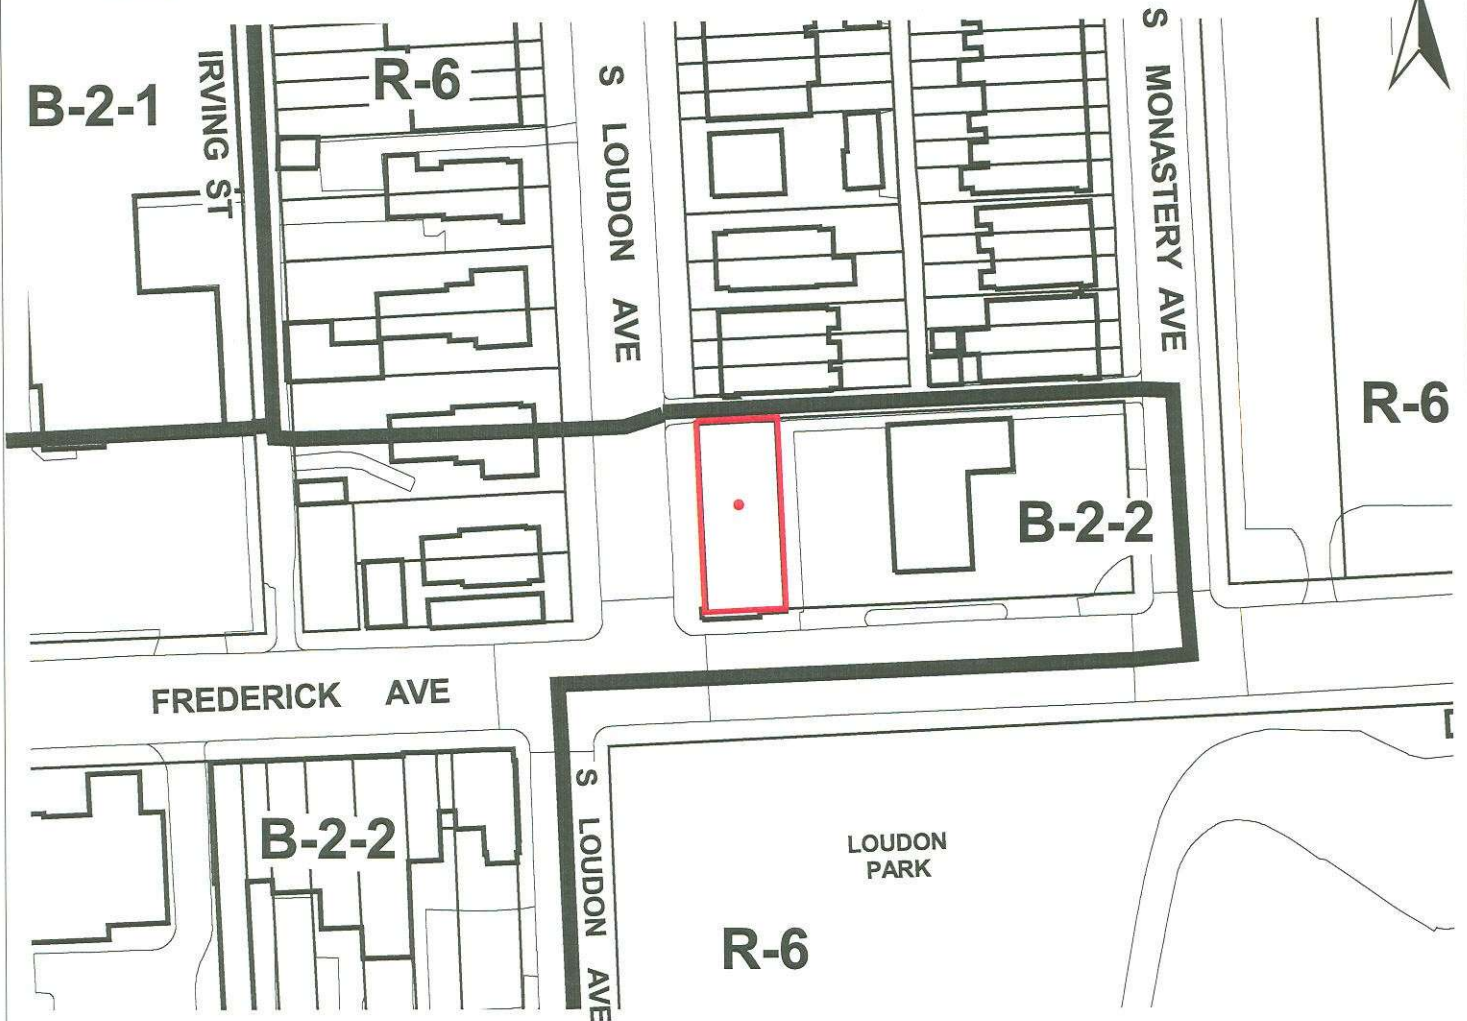 B-2-1
IRVING ST
R-6
S LOUDON AVE
S MONASTERY AVE
R-6
B-2-2
FREDERICK AVE
B-2-2
S LOUDON AVE
LOUDON
PARK
R-6